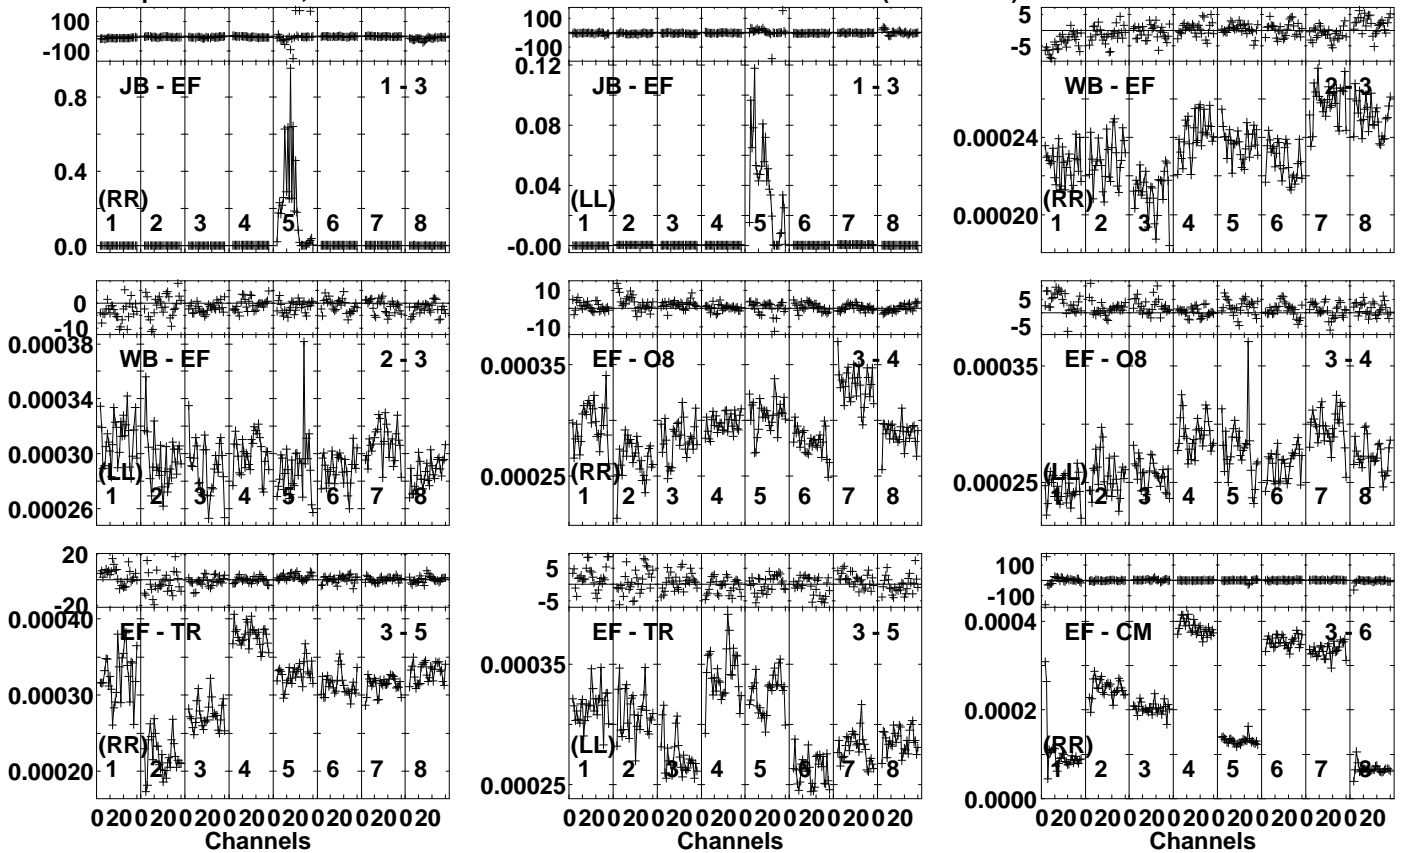 100
-100
JB - EF 1 - 3
0.8
0.4
0.0
(RR)
1 2 3 4 5 6 7 8
100
-100
0.12
JB - EF 1 - 3
0.08
0.04
-0.00
(LL)
1 2 3 4 5 6 7 8
5
-5
WB - EF 2 - 3
0.00024
0.00020
(RR)
1 2 3 4 5 6 7 8
0
-10
0.00038
WB - EF 2 - 3
0.00034
0.00030
0.00026
(LL)
1 2 3 4 5 6 7 8
10
-10
EF - O8 3 - 4
0.00035
0.00025
(RR)
1 2 3 4 5 6 7 8
5
-5
EF - O8 3 - 4
0.00035
0.00025
(LL)
1 2 3 4 5 6 7 8
20
-20
0.00040
EF - TR 3 - 5
0.00030
0.00020
(RR)
1 2 3 4 5 6 7 8
0 20 0 20 0 20 0 20 0 20 0 20 0 20 0 20
Channels
5
-5
EF - TR 3 - 5
0.00035
0.00025
(LL)
1 2 3 4 5 6 7 8
0 20 0 20 0 20 0 20 0 20 0 20 0 20 0 20
Channels
100
-100
0.0004
EF - CM 3 - 6
0.0002
0.0000
(RR)
1 2 3 4 5 6 7 8
0 20 0 20 0 20 0 20 0 20 0 20 0 20 0 20
Channels